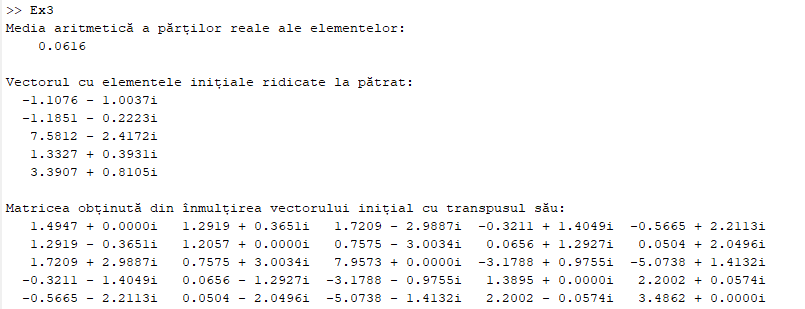 >> Ex3
Media aritmetică a părților reale ale elementelor:
0.0616
Vectorul cu elementele inițiale ridicate la pătrat:
-1.1076 - 1.0037i
-1.1851 - 0.2223i
7.5812 - 2.4172i
1.3327 + 0.3931i
3.3907 + 0.8105i
Matricea obținută din înmulțirea vectorului inițial cu transpusul său:
1.4947 + 0.0000i 1.2919 + 0.3651i 1.7209 - 2.9887i -0.3211 + 1.4049i -0.5665 + 2.2113i
1.2919 - 0.3651i 1.2057 + 0.0000i 0.7575 - 3.0034i 0.0656 + 1.2927i 0.0504 + 2.0496i
1.7209 + 2.9887i 0.7575 + 3.0034i 7.9573 + 0.0000i -3.1788 + 0.9755i -5.0738 + 1.4132i
-0.3211 - 1.4049i 0.0656 - 1.2927i -3.1788 - 0.9755i 1.3895 + 0.0000i 2.2002 + 0.0574i
-0.5665 - 2.2113i 0.0504 - 2.0496i -5.0738 - 1.4132i 2.2002 - 0.0574i 3.4862 + 0.0000i